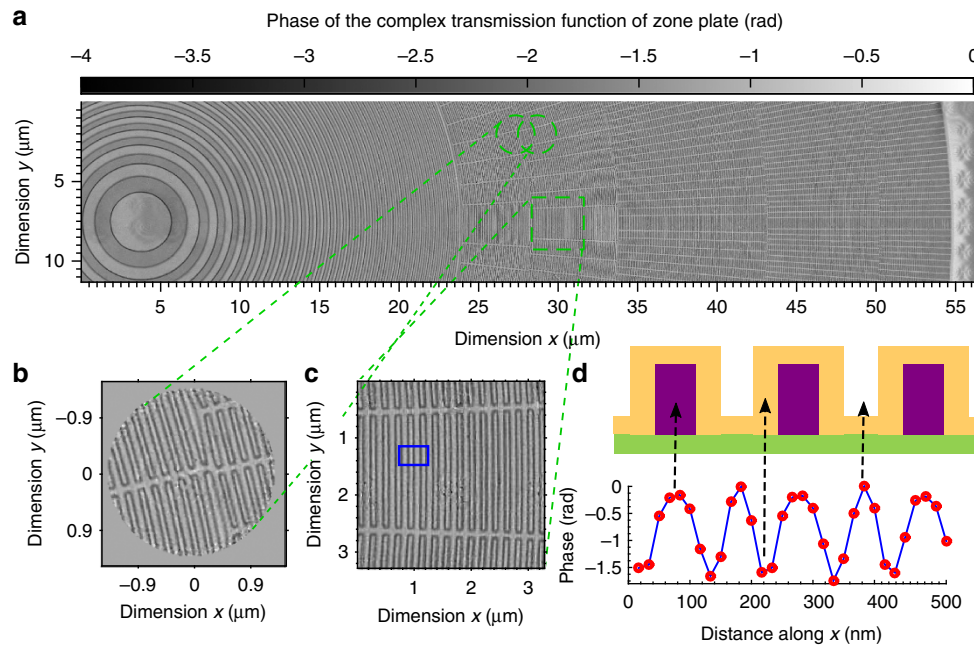 a
Phase of the complex transmission function of zone plate (rad)
−4 −3.5 −3 −2.5 −2 −1.5 −1 −0.5 0
Dimension y (μm)
5
10
5 10 15 20 25 30 35 40 45 50 55
Dimension x (μm)
b
Dimension y (μm)
−0.9
0
0.9
−0.9 0 0.9
Dimension x (μm)
c
Dimension y (μm)
1
2
3
1 2 3
Dimension x (μm)
d
Phase (rad)
0
−0.5
−1
−1.5
0 100 200 300 400 500
Distance along x (nm)